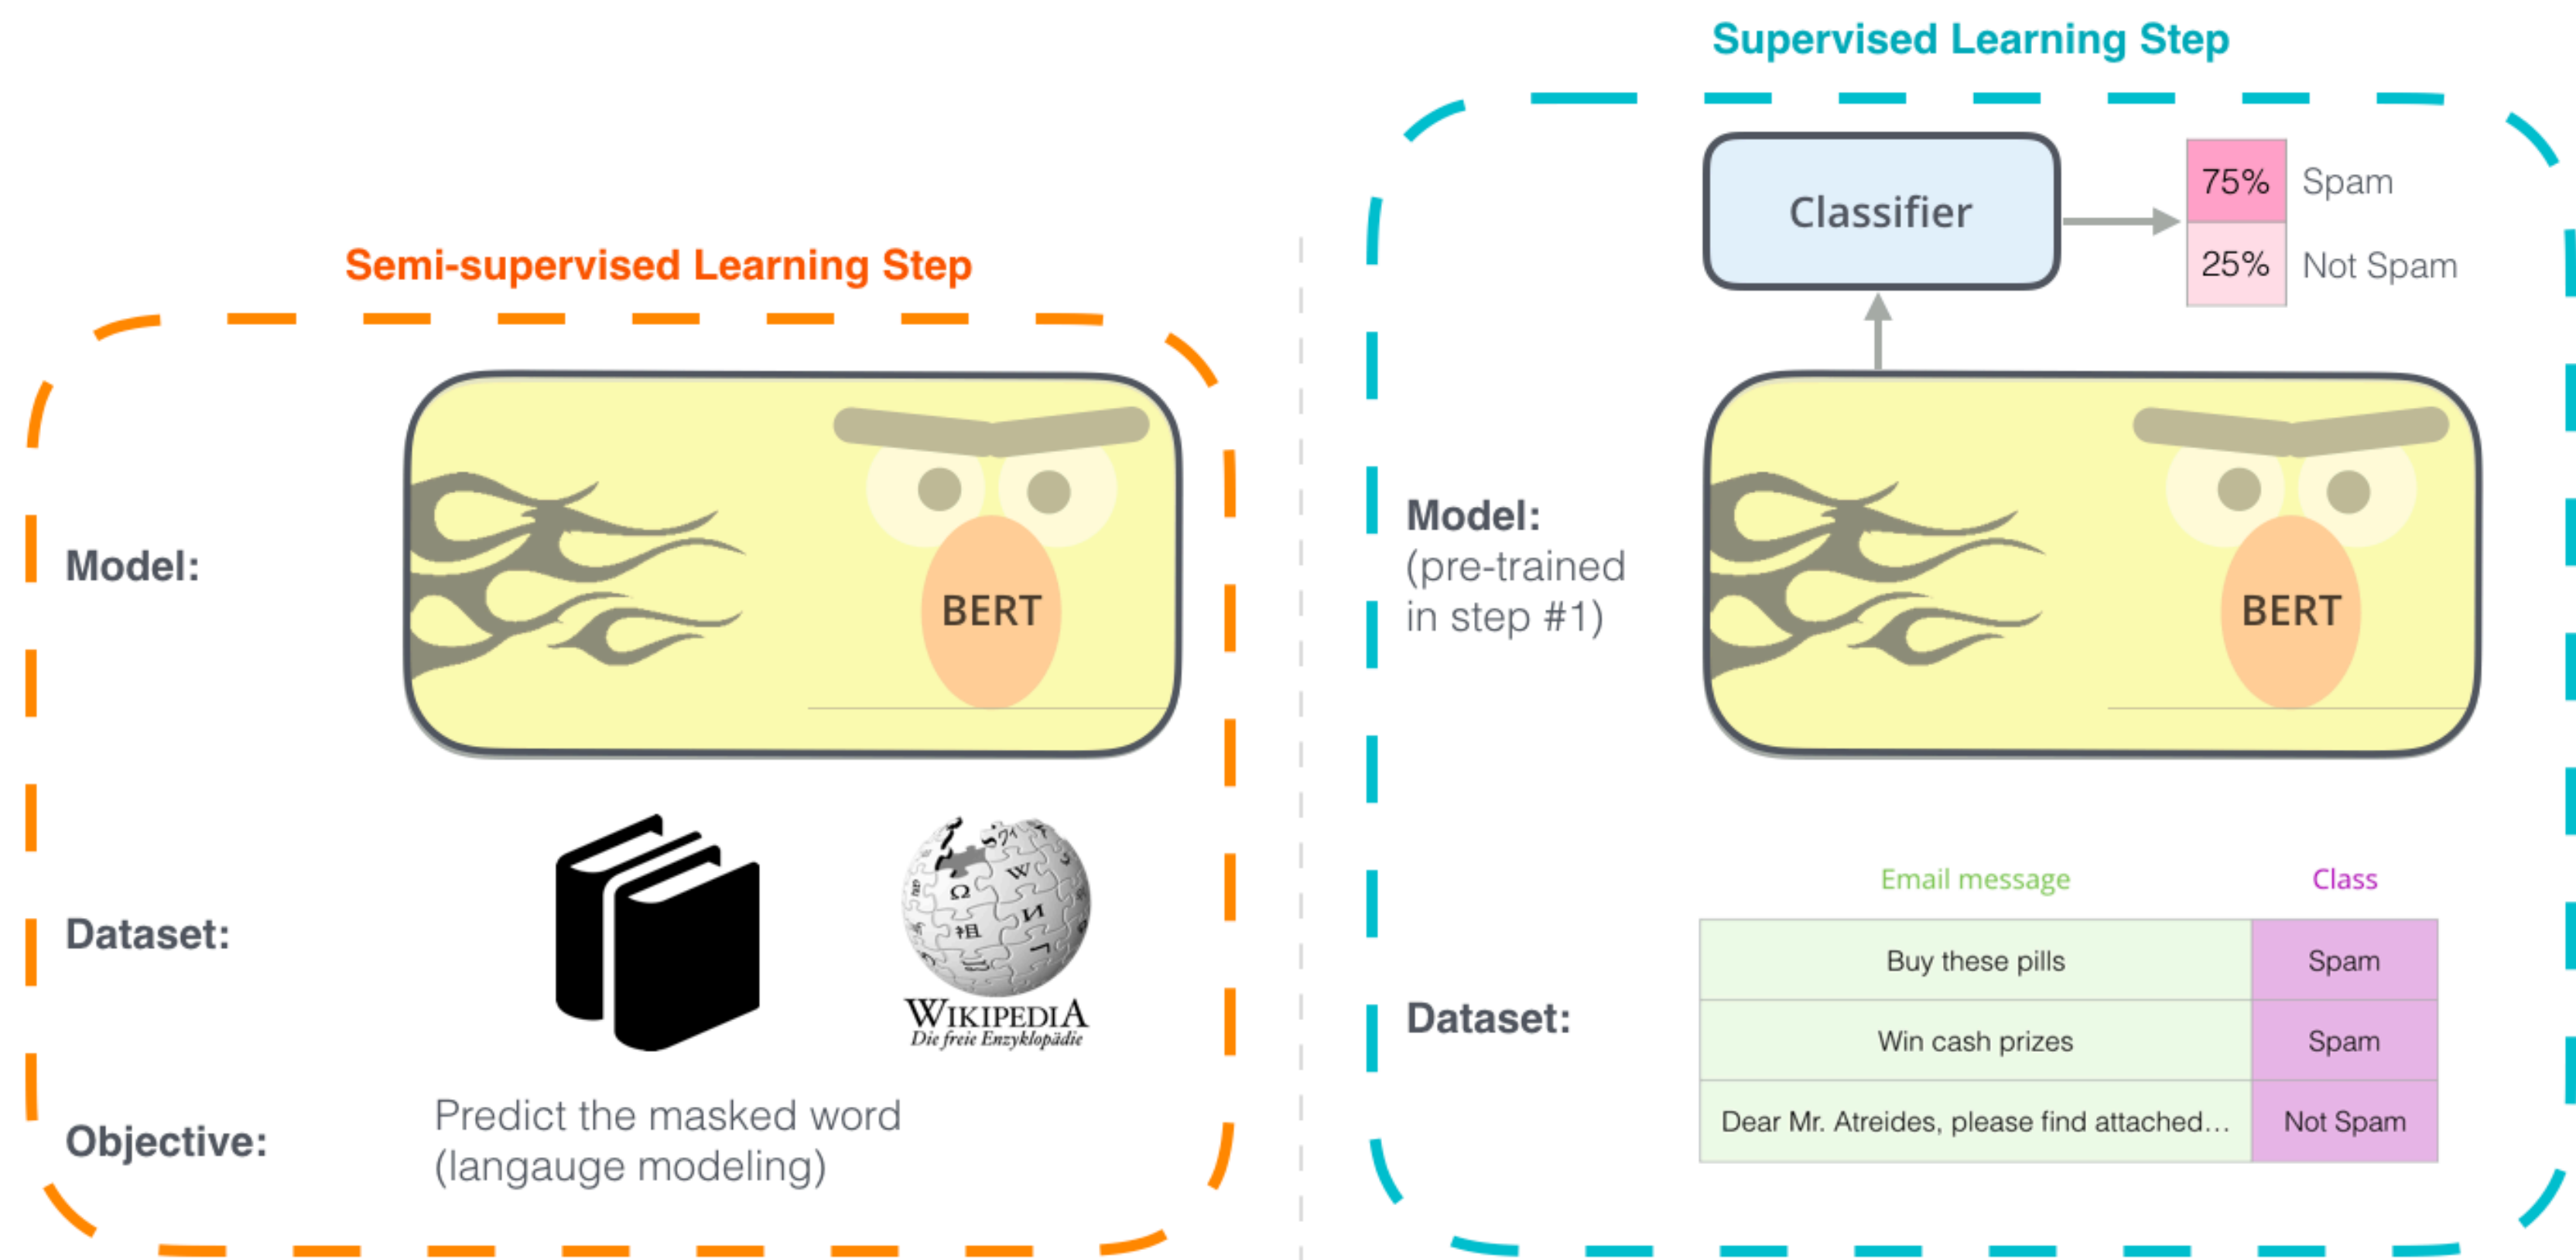 Semi-supervised Learning Step
Model:
BERT
Dataset:
WIKIPEDIA
Die freie Enzyklopädie
Objective:
Predict the masked word
(langauge modeling)
Supervised Learning Step
Classifier
75% Spam
25% Not Spam
Model:
(pre-trained
in step #1)
BERT
Dataset:
Email message Class
Buy these pills Spam
Win cash prizes Spam
Dear Mr. Atreides, please find attached... Not Spam